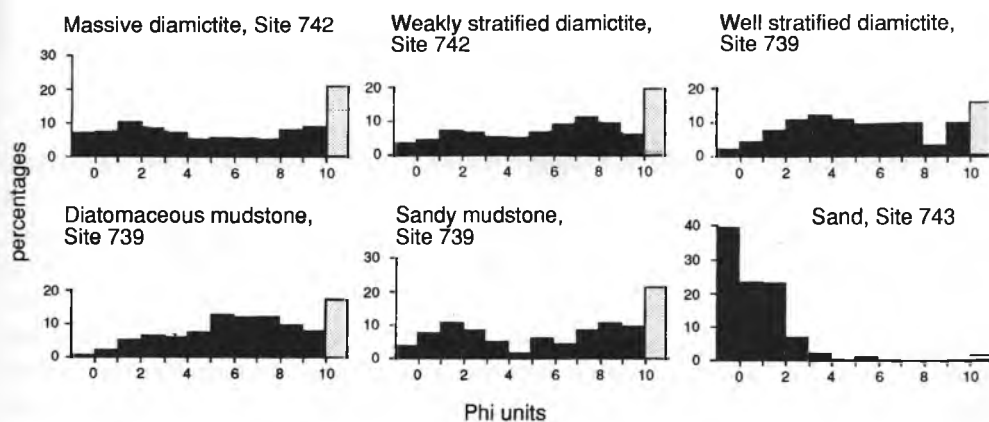 Massive diamictite, Site 742
Weakly stratified diamictite,
Site 742
Well stratified diamictite,
Site 739
30
20
10
0
0 2 4 6 8 10
20
10
0
0 2 4 6 8 10
20
10
0
0 2 4 6 8 10
percentages
Diatomaceous mudstone,
Site 739
Sandy mudstone,
Site 739
Sand, Site 743
20
10
0
0 2 4 6 8 10
30
20
10
0
0 2 4 6 8 10
40
30
20
10
0
0 2 4 6 8 10
Phi units